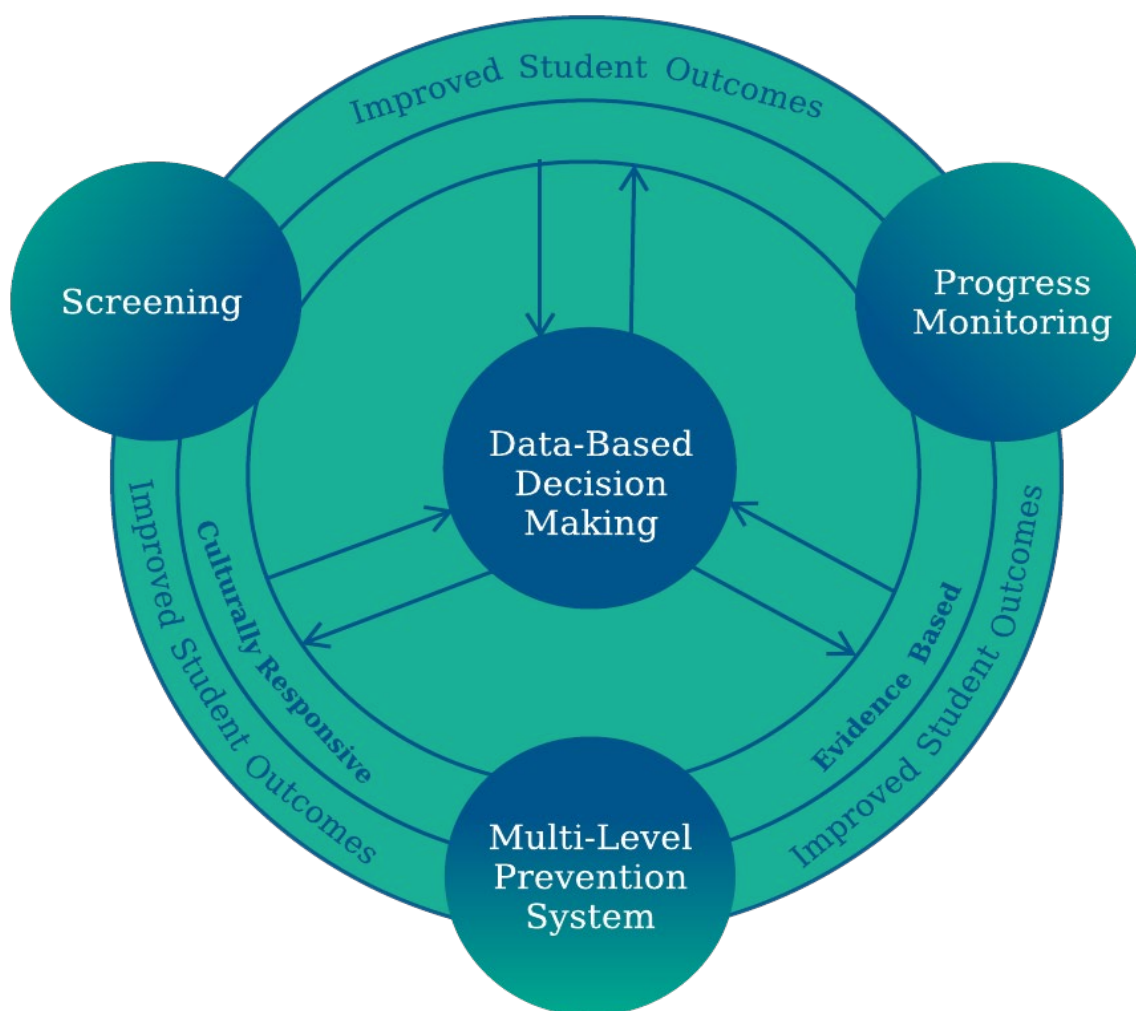 Improved Student Outcomes
Screening
Progress
Monitoring
Data-Based
Decision
Making
Improved Student Outcomes
Culturally Responsive
Evidence Based
Improved Student Outcomes
Multi-Level
Prevention
System